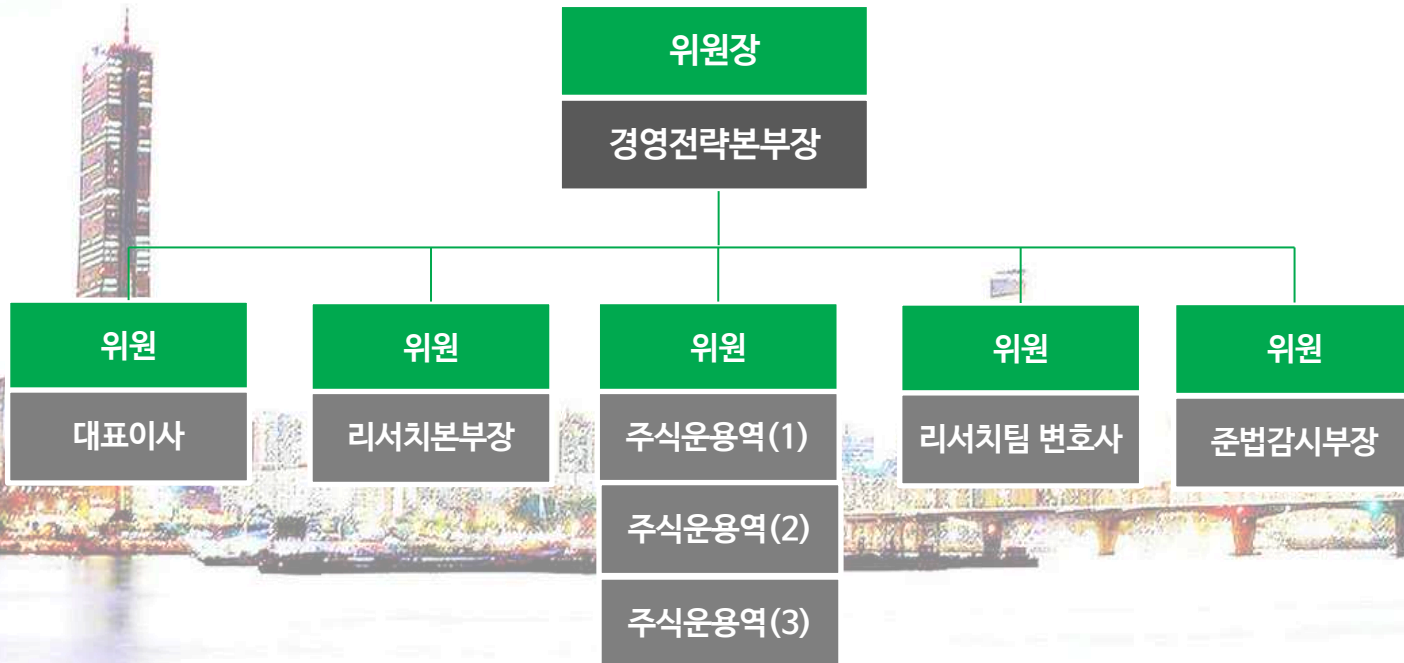 위원장
경영전략본부장
위원
대표이사
위원
리서치본부장
위원
주식운용역(1)
주식운용역(2)
주식운용역(3)
위원
리서치팀 변호사
위원
준법감시부장